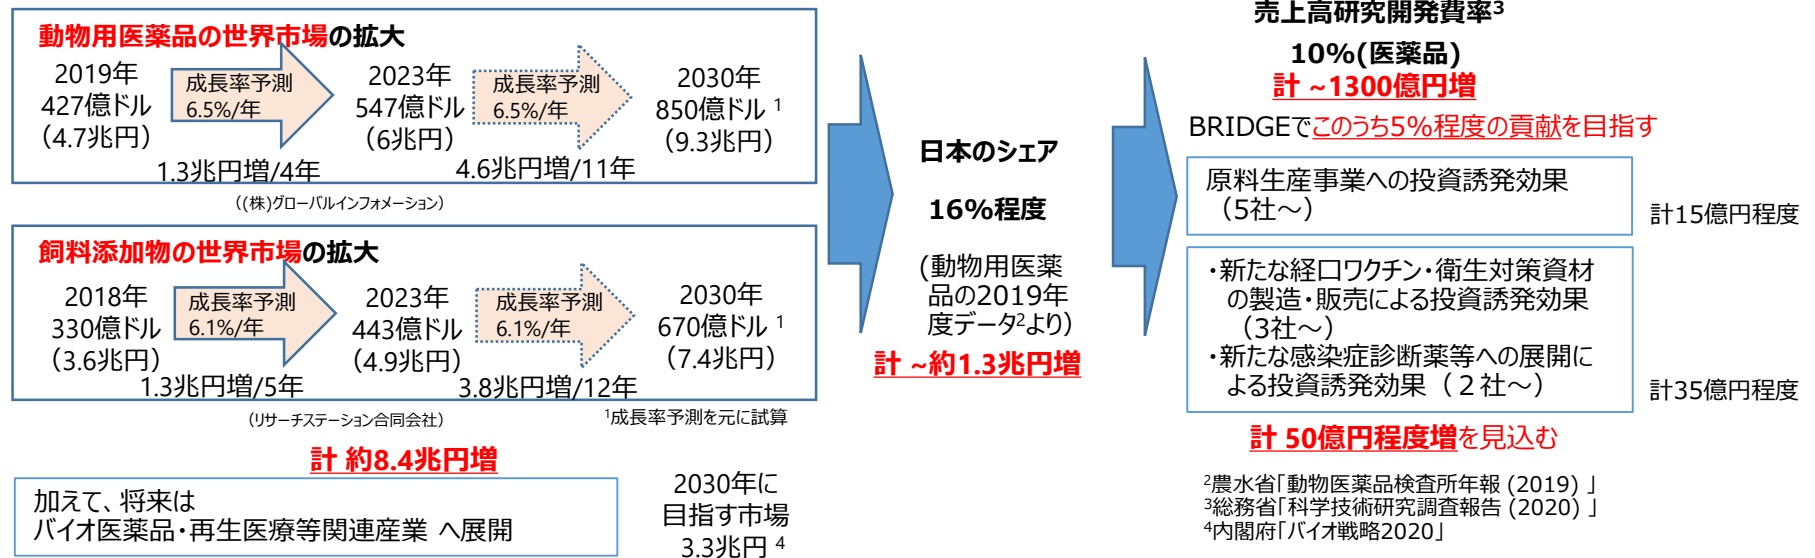 動物用医薬品の世界市場の拡大
2019年
427億ドル
(4.7兆円)
成長率予測
6.5%/年
2023年
547億ドル
(6兆円)
成長率予測
6.5%/年
2030年
850億ドル 1
(9.3兆円)
1.3兆円増/4年
4.6兆円増/11年
((株)グローバルインフォメーション)
飼料添加物の世界市場の拡大
2018年
330億ドル
(3.6兆円)
成長率予測
6.1%/年
2023年
443億ドル
(4.9兆円)
成長率予測
6.1%/年
2030年
670億ドル 1
(7.4兆円)
1.3兆円増/5年
3.8兆円増/12年
(リサーチステーション合同会社)
1成長率予測を元に試算
計 約8.4兆円増
加えて、将来は
バイオ医薬品・再生医療等関連産業 へ展開
2030年に
目指す市場
3.3兆円 4
日本のシェア
16%程度
(動物用医薬
品の2019年
度データ2より)
計 ~約1.3兆円増
売上高研究開発費率3
10%(医薬品)
計 ~1300億円増
BRIDGEでこのうち5%程度の貢献を目指す
原料生産事業への投資誘発効果
(5社~)
計15億円程度
・新たな経口ワクチン・衛生対策資材
の製造・販売による投資誘発効果
(3社~)
・新たな感染症診断薬等への展開に
よる投資誘発効果(2社~)
計35億円程度
計 50億円程度増を見込む
2農水省「動物医薬品検査所年報 (2019) 」
3総務省「科学技術研究調査報告 (2020) 」
4内閣府「バイオ戦略2020」